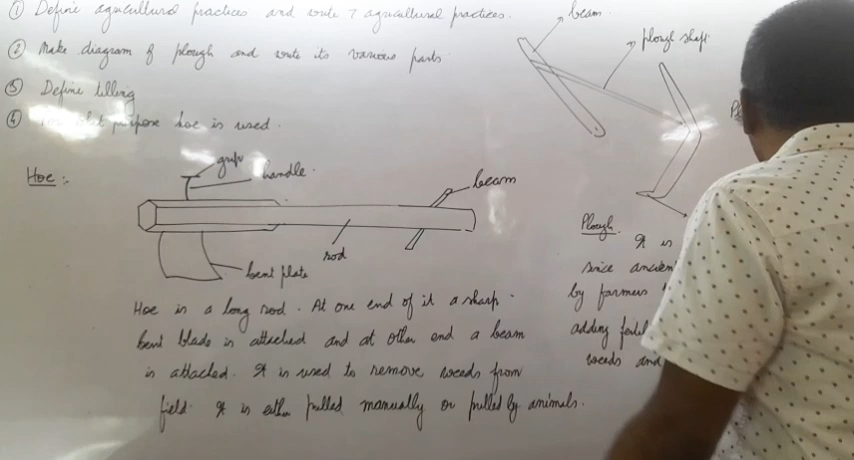 ① Define agricultural practices and write 7 agricultural practices.
② Make diagram of plough and write its various parts
③ Define tilling
④ purpose hoe is used.
Hoe :-
grip
handle
beam
rod
bent plate
Hoe is a long rod. At one end of it a sharp
bent blade is attached and at other end a beam
is attached. It is used to remove weeds from
field. It is either pulled manually or pulled by animals.
beam
plough shaft
Plough.
It is
since ancien
by farmers
adding fertil
weeds and